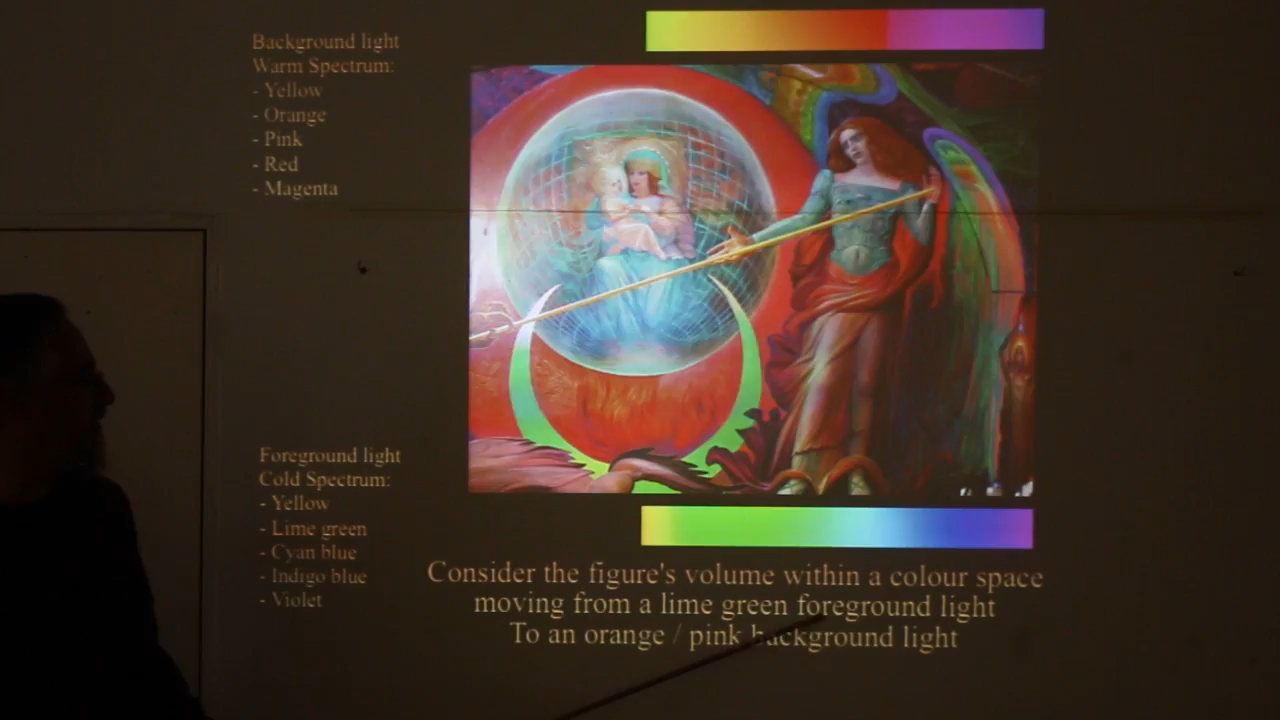 Background light
Warm Spectrum:
- Yellow
- Orange
- Pink
- Red
- Magenta
Foreground light
Cold Spectrum:
- Yellow
- Lime green
- Cyan blue
- Indigo blue
- Violet
Consider the figure's volume within a colour space
moving from a lime green foreground light
To an orange / pink background light